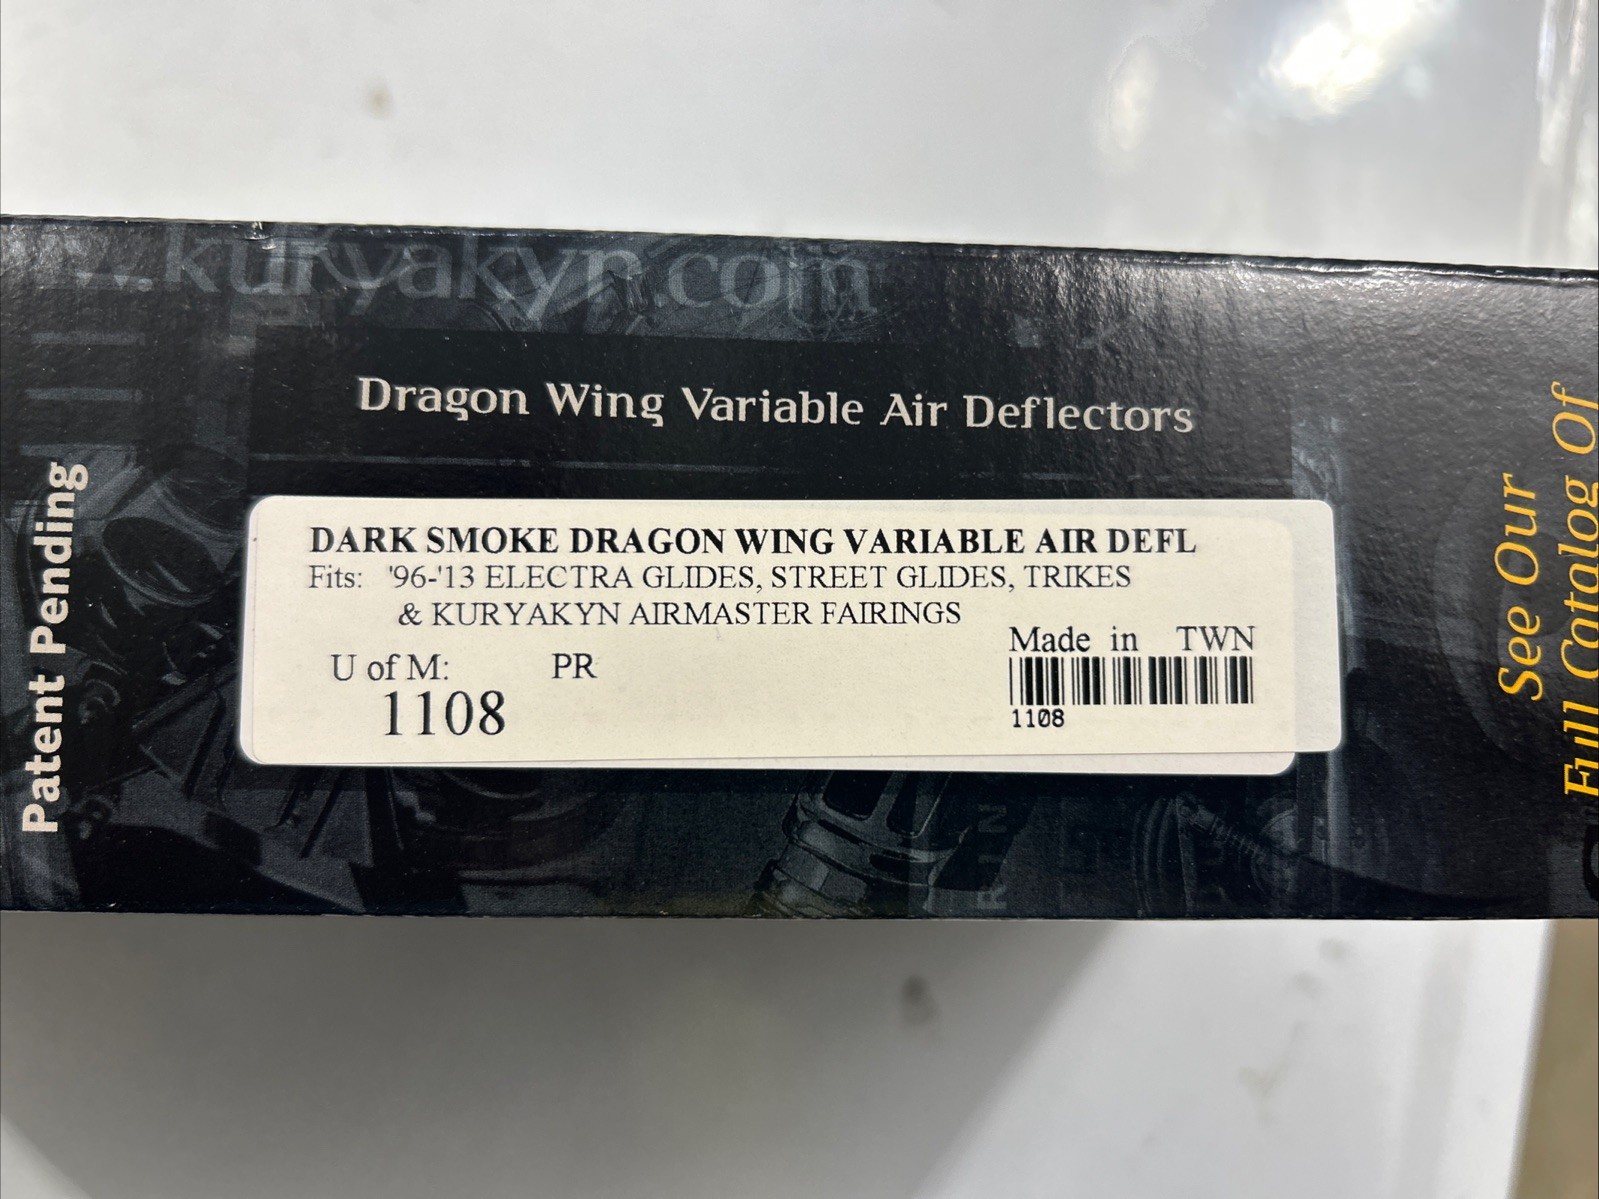 w.kuryakyn.com
Dragon Wing Variable Air Deflectors
Patent Pending
DARK SMOKE DRAGON WING VARIABLE AIR DEFL
Fits: '96-'13 ELECTRA GLIDES, STREET GLIDES, TRIKES
& KURYAKYN AIRMASTER FAIRINGS
Made in TWN
U of M: PR
1108
1108
See Our
Full Catalog Of